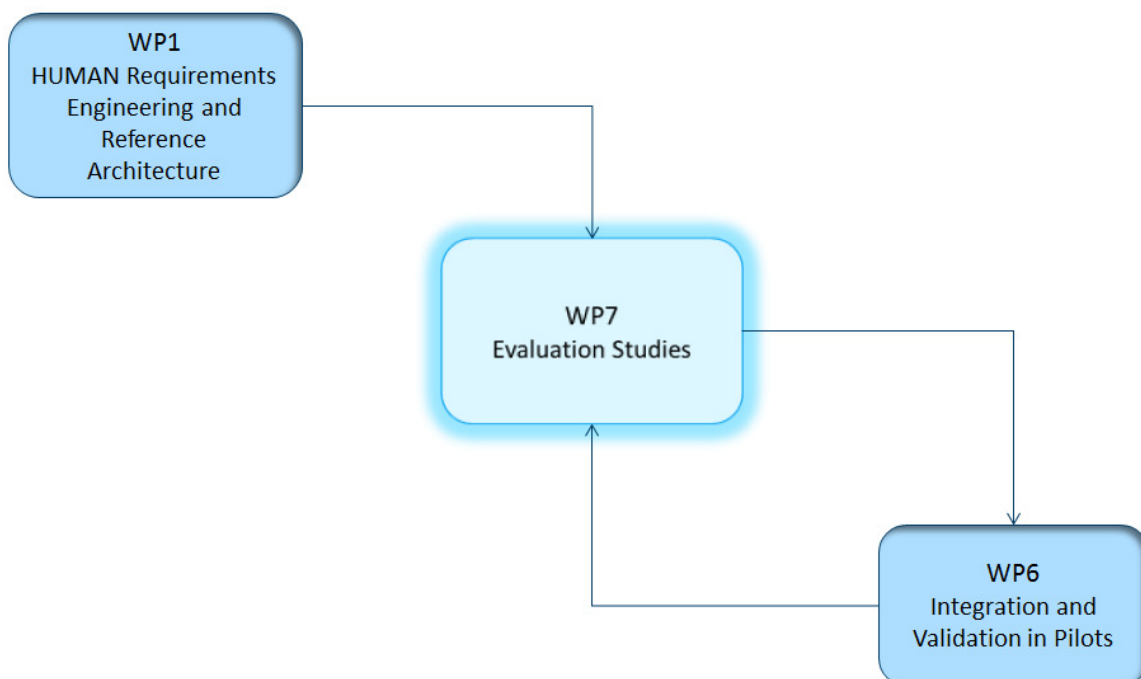 WP1
HUMAN Requirements
Engineering and
Reference
Architecture
WP7
Evaluation Studies
WP6
Integration and
Validation in Pilots